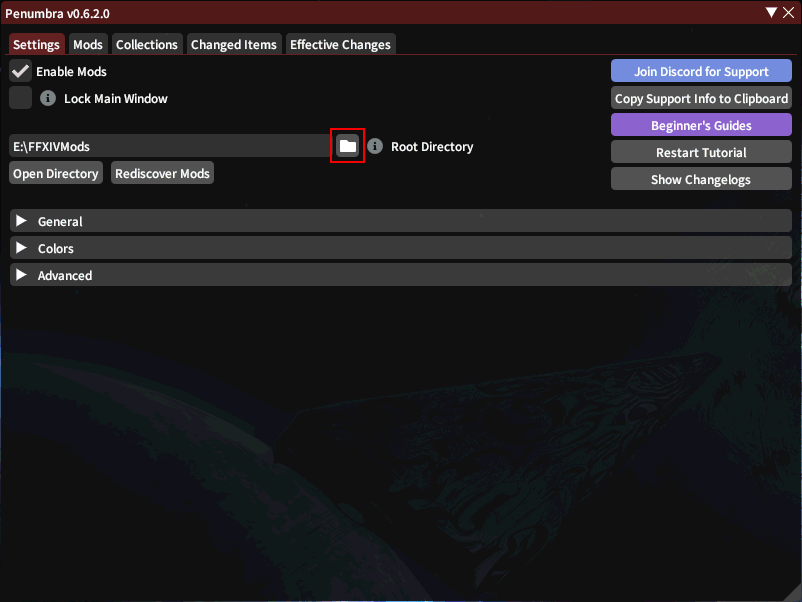 Penumbra v0.6.2.0
Settings Mods Collections Changed Items Effective Changes
Enable Mods
Join Discord for Support
Lock Main Window
Copy Support Info to Clipboard
Beginner's Guides
E:\FFXIVMods
Root Directory
Restart Tutorial
Open Directory Rediscover Mods
Show Changelogs
General
Colors
Advanced